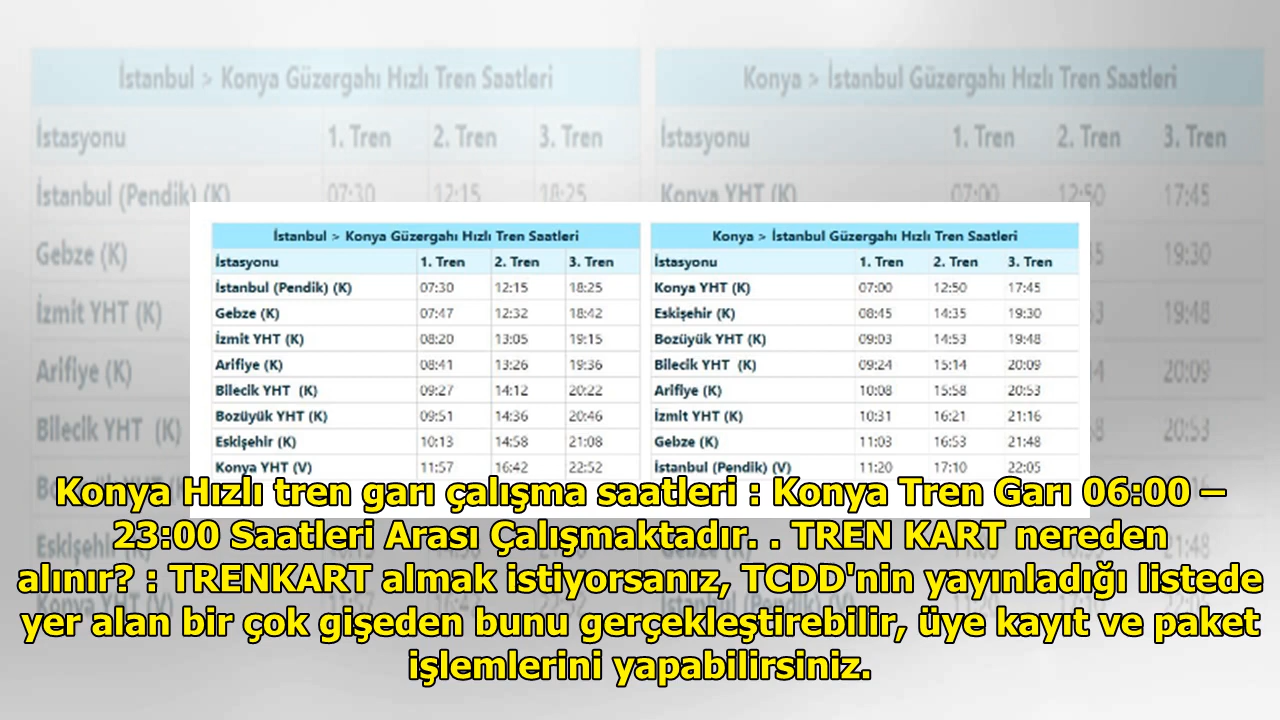 İstanbul > Konya Güzergahı Hızlı Tren Saatleri
İstasyonu 1. Tren 2. Tren 3. Tren
İstanbul (Pendik) (K) 07:30 12:15 18:25
Gebze (K) 07:47 12:32 18:42
İzmit YHT (K) 08:20 13:05 19:15
Arifiye (K) 08:41 13:26 19:36
Bilecik YHT (K) 09:27 14:12 20:22
Bozüyük YHT (K) 09:51 14:36 20:46
Eskişehir (K) 10:13 14:58 21:08
Konya YHT (V) 11:57 16:42 22:52
Konya > İstanbul Güzergahı Hızlı Tren Saatleri
İstasyonu 1. Tren 2. Tren 3. Tren
Konya YHT (K) 07:00 12:50 17:45
Eskişehir (K) 08:45 14:35 19:30
Bozüyük YHT (K) 09:03 14:53 19:48
Bilecik YHT (K) 09:24 15:14 20:09
Arifiye (K) 10:08 15:58 20:53
İzmit YHT (K) 10:31 16:21 21:16
Gebze (K) 11:03 16:53 21:48
İstanbul (Pendik) (V) 11:20 17:10 22:05
Konya Hızlı tren garı çalışma saatleri : Konya Tren Garı 06:00 –
23:00 Saatleri Arası Çalışmaktadır. . TREN KART nereden
alınır? : TRENKART almak istiyorsanız, TCDD'nin yayınladığı listede
yer alan bir çok gişeden bunu gerçekleştirebilir, üye kayıt ve paket
işlemlerini yapabilirsiniz.